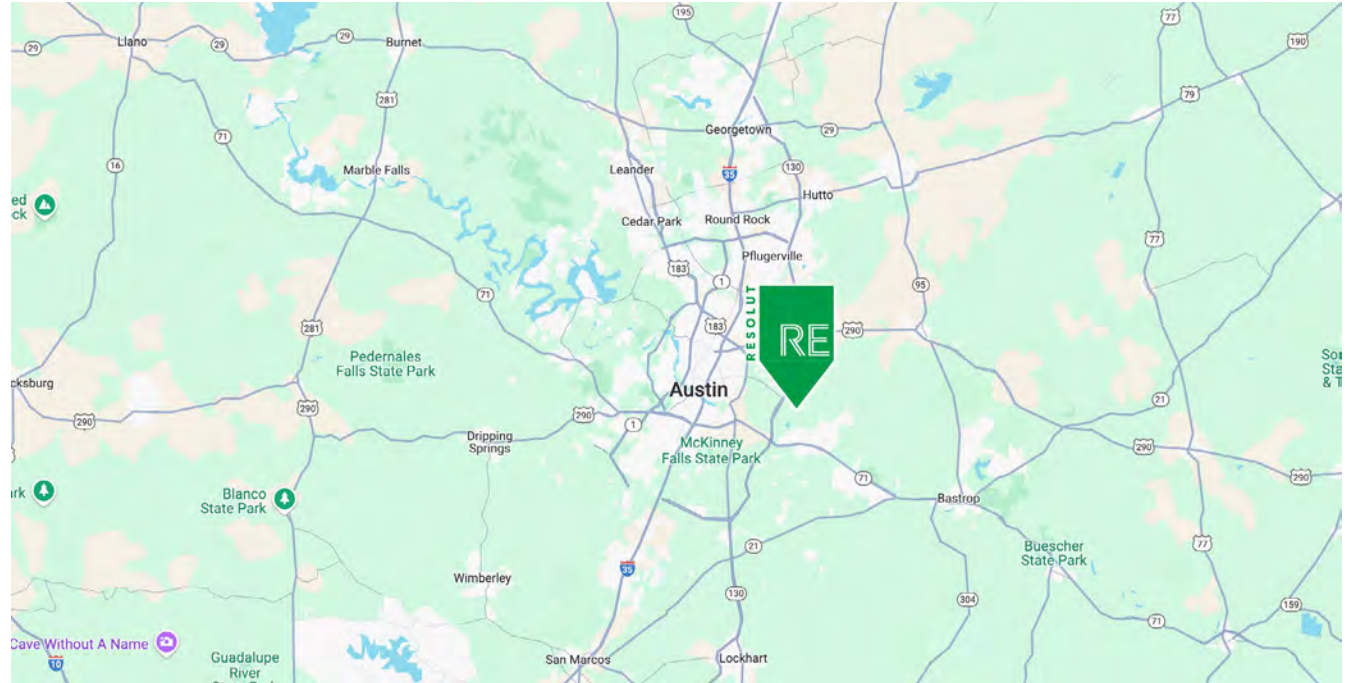 195
77
190
29
Llano
29
29
Burnet
281
79
71
Georgetown
29
16
Marble Falls
Leander
35
130
Hutto
ed
ck
Cedar Park
Round Rock
77
Pflugerville
183
1
95
71
RESOLUT
RE
281
183
290
Pedernales
Falls State Park
Sta
& T
cksburg
Austin
290
290
290
1
21
Dripping
Springs
McKinney
Falls State Park
290
71
290
rk
Blanco
State Park
Bastrop
21
77
Buescher
State Park
35
Wimberley
130
304
159
71
Cave Without A Name
10
Guadalupe
River
San Marcos
Lockhart